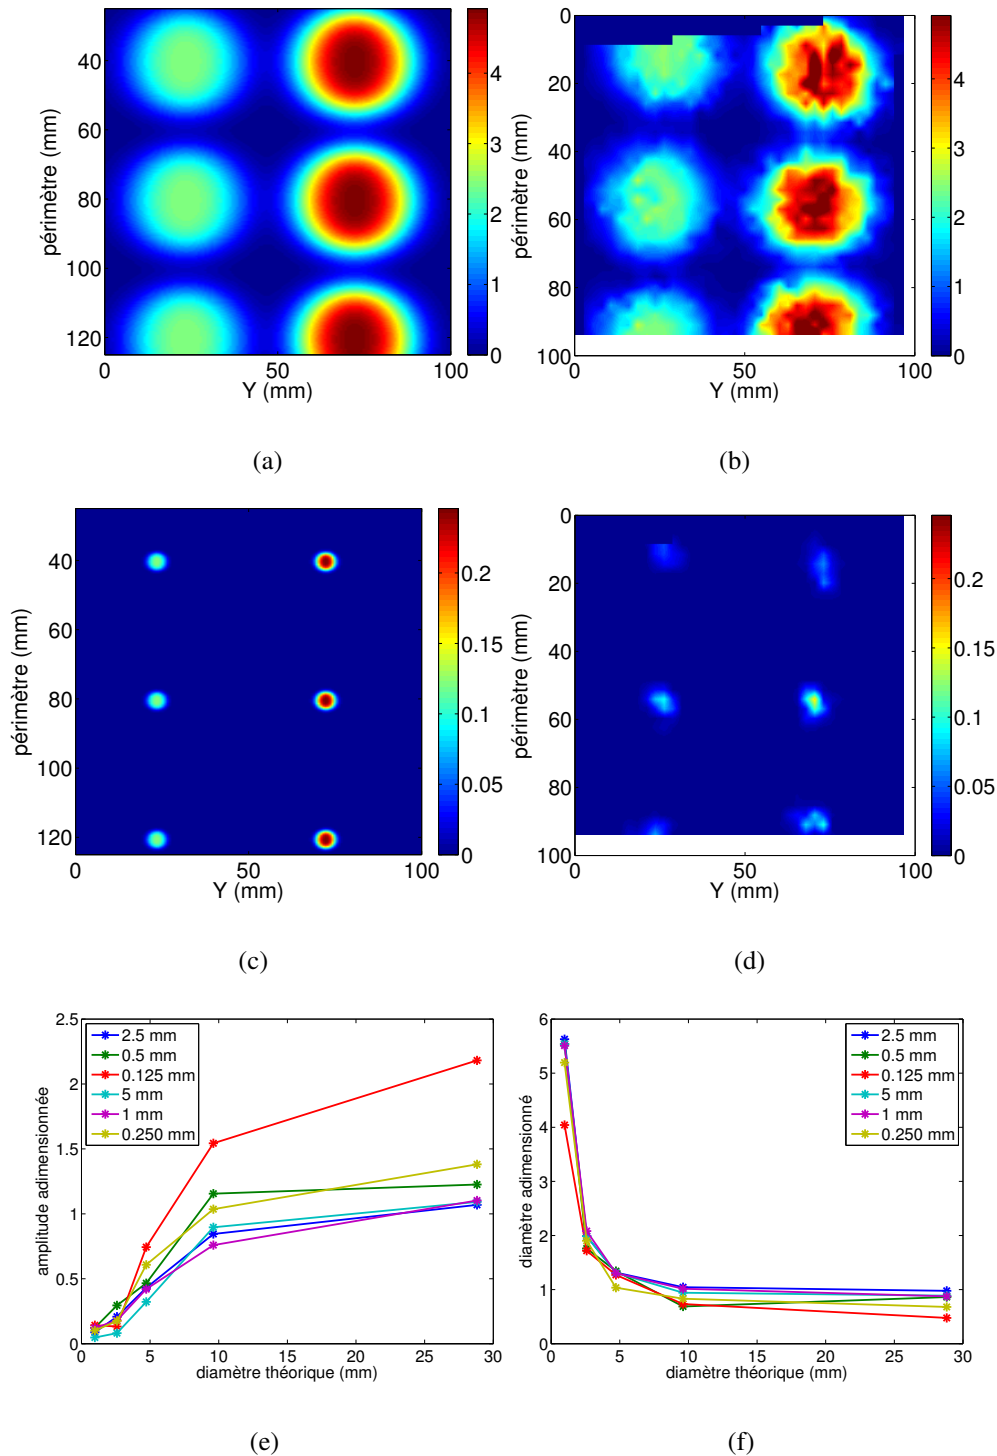 40
60
80
100
120
périmètre (mm)
0
50
100
Y (mm)
4
3
2
1
0
(a)
0
20
40
60
80
100
périmètre (mm)
0
50
100
Y (mm)
4
3
2
1
0
(b)
40
60
80
100
120
périmètre (mm)
0
50
100
Y (mm)
0.2
0.15
0.1
0.05
0
(c)
0
20
40
60
80
100
périmètre (mm)
0
50
100
Y (mm)
0.2
0.15
0.1
0.05
0
(d)
2.5
2
1.5
1
0.5
0
amplitude adimensionnée
2.5 mm
0.5 mm
0.125 mm
5 mm
1 mm
0.250 mm
0 5 10 15 20 25 30
diamètre théorique (mm)
(e)
6
5
4
3
2
1
0
diamètre adimensionné
2.5 mm
0.5 mm
0.125 mm
5 mm
1 mm
0.250 mm
0 5 10 15 20 25 30
diamètre théorique (mm)
(f)